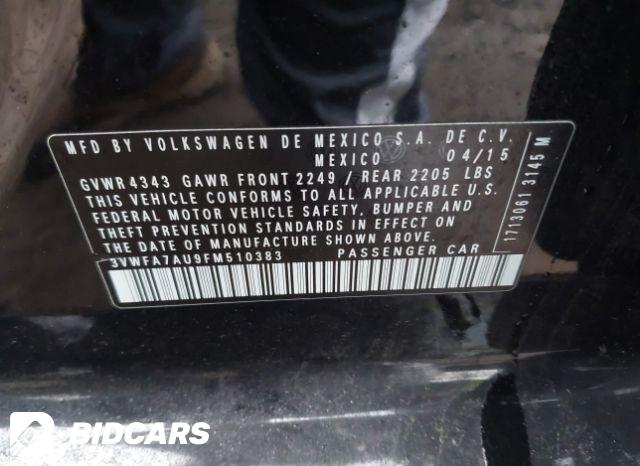 MFD BY VOLKSWAGEN DE MEXICO S.A. DE C.V.
MEXICO 04/15
GVWR 4343 GAWR FRONT 2249 / REAR 2205 LBS
THIS VEHICLE CONFORMS TO ALL APPLICABLE U.S.
FEDERAL MOTOR VEHICLE SAFETY, BUMPER AND
THEFT PREVENTION STANDARDS IN EFFECT ON
THE DATE OF MANUFACTURE SHOWN ABOVE.
3VWFA7AU9FM510383 PASSENGER CAR
1713061 3145 M
BIDCARS